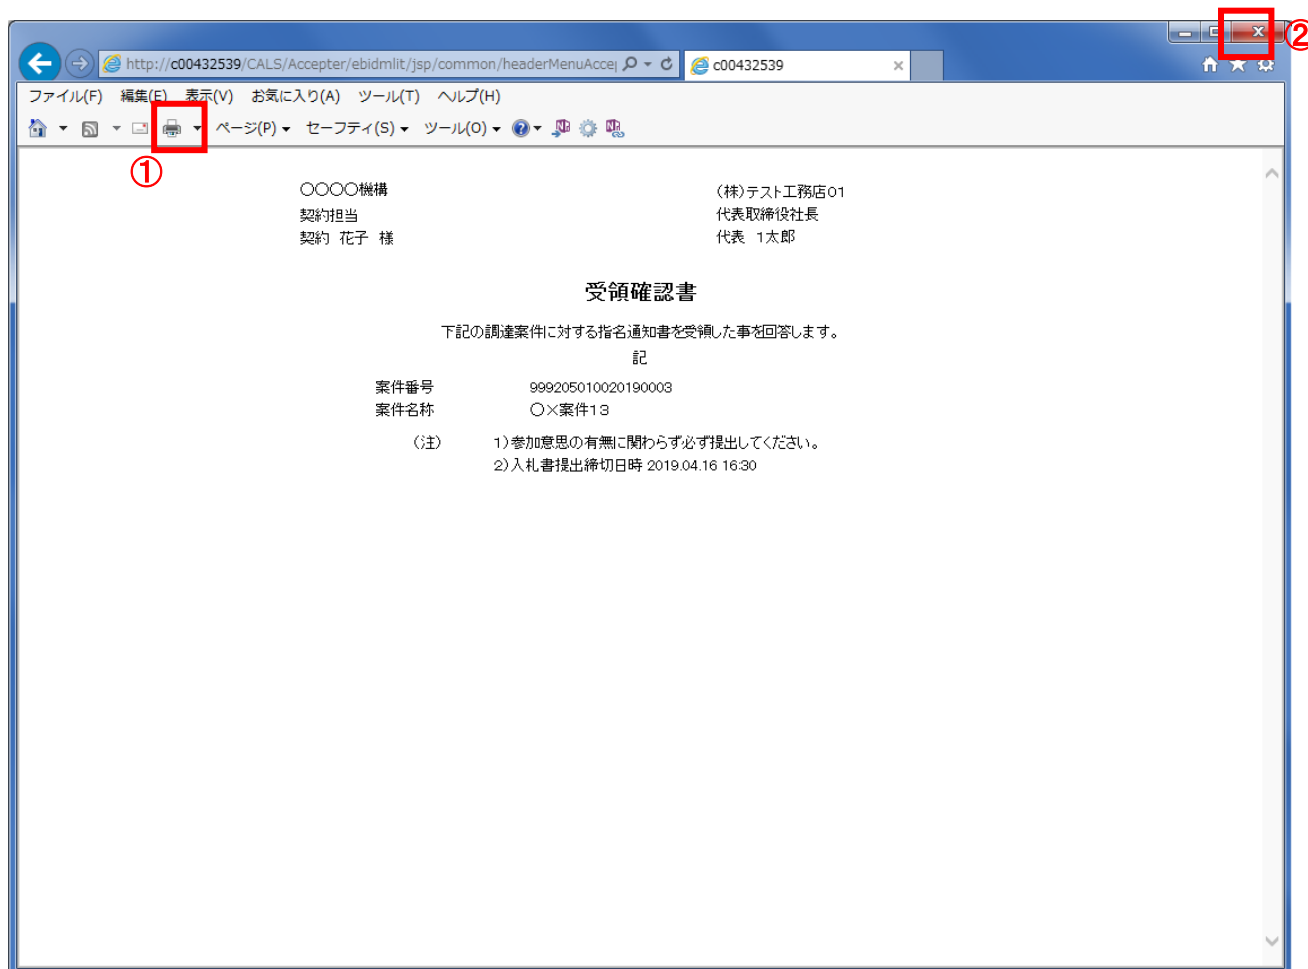 ②
http://c00432539/CALS/Accepter/ebidmlit/jsp/common/headerMenuAccep
c00432539
ファイル(F) 編集(E) 表示(V) お気に入り(A) ツール(T) ヘルプ(H)
ページ(P) セーフティ(S) ツール(O)
①
〇〇〇〇機構
契約担当
契約 花子 様
(株)テスト工務店01
代表取締役社長
代表 1太郎
受領確認書
下記の調達案件に対する指名通知書を受領した事を回答します。
記
案件番号 999205010020190003
案件名称 〇×案件13
（注） 1)参加意思の有無に関わらず必ず提出してください。
2)入札書提出締切日時 2019.04.16 16:30